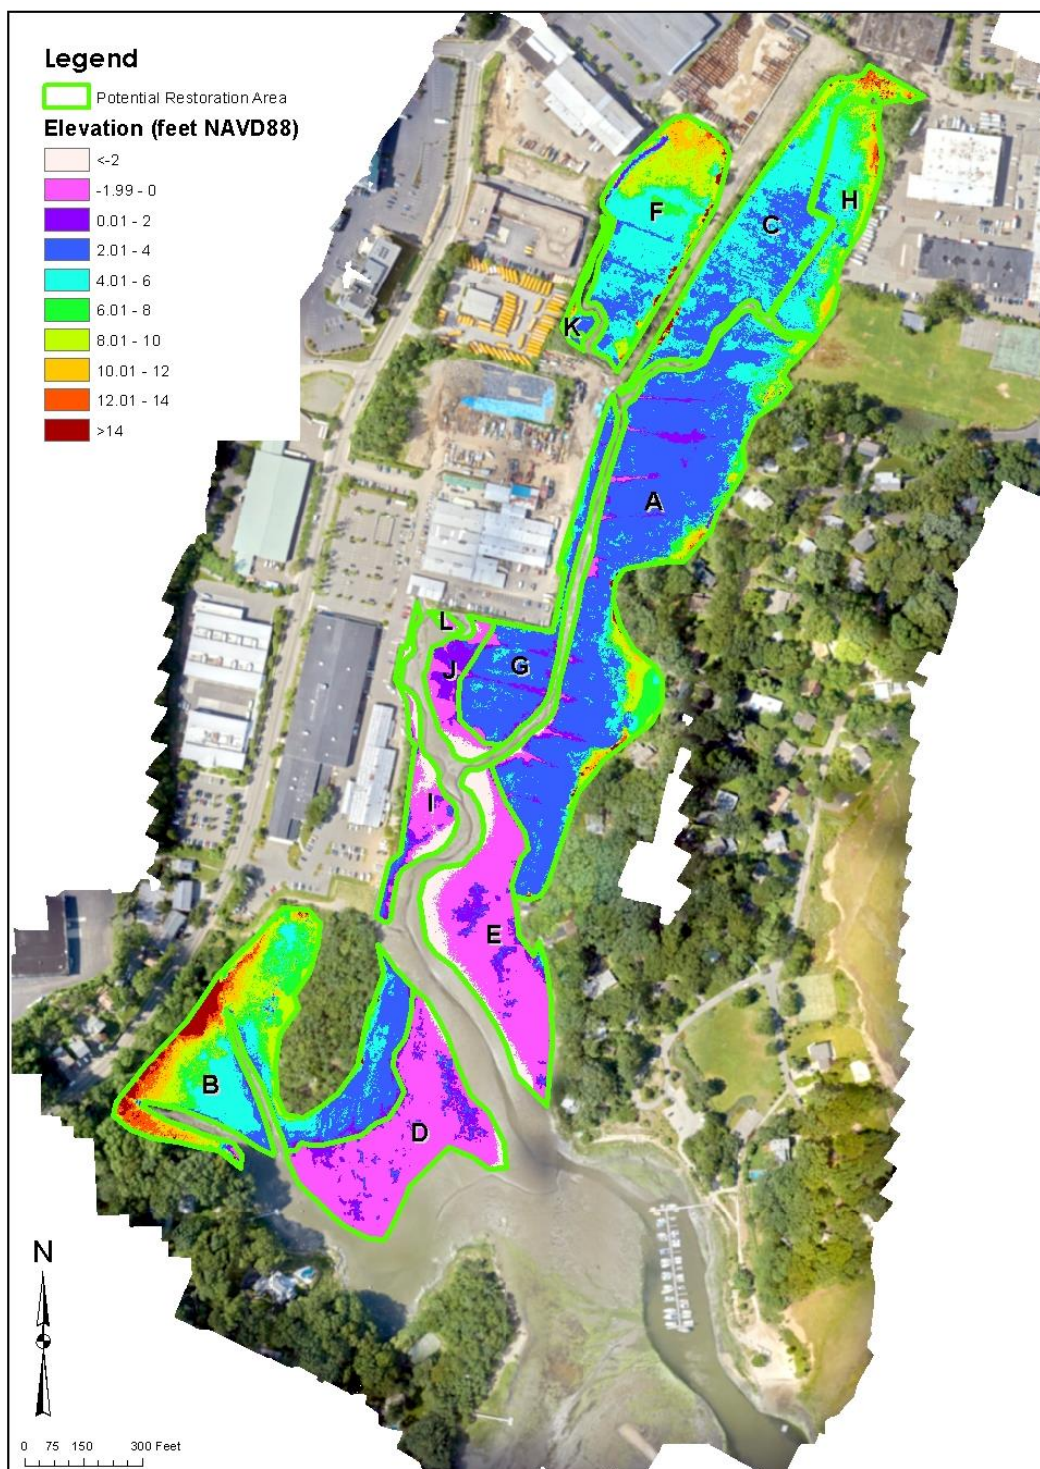 Legend
Potential Restoration Area
Elevation (feet NAVD88)
<-2
-1.99 - 0
0.01 - 2
2.01 - 4
4.01 - 6
6.01 - 8
8.01 - 10
10.01 - 12
12.01 - 14
>14
F
H
C
K
A
L
J
G
I
E
B
D
N
0 75 150 300 Feet